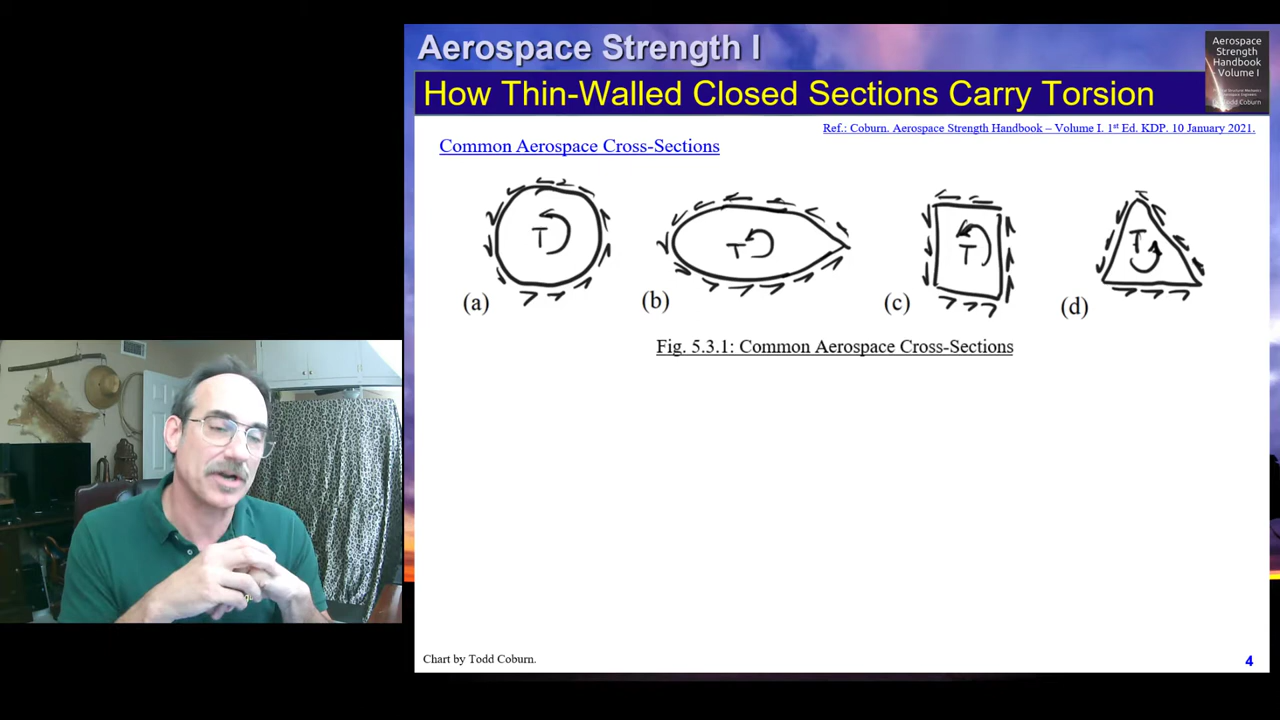 Aerospace Strength I
Aerospace
Strength
Handbook
Volume I
How Thin-Walled Closed Sections Carry Torsion
Ref.: Coburn. Aerospace Strength Handbook – Volume I. 1st Ed. KDP. 10 January 2021.
Common Aerospace Cross-Sections
T
T
T
T
(a)
(b)
(c)
(d)
Fig. 5.3.1: Common Aerospace Cross-Sections
Chart by Todd Coburn.
4